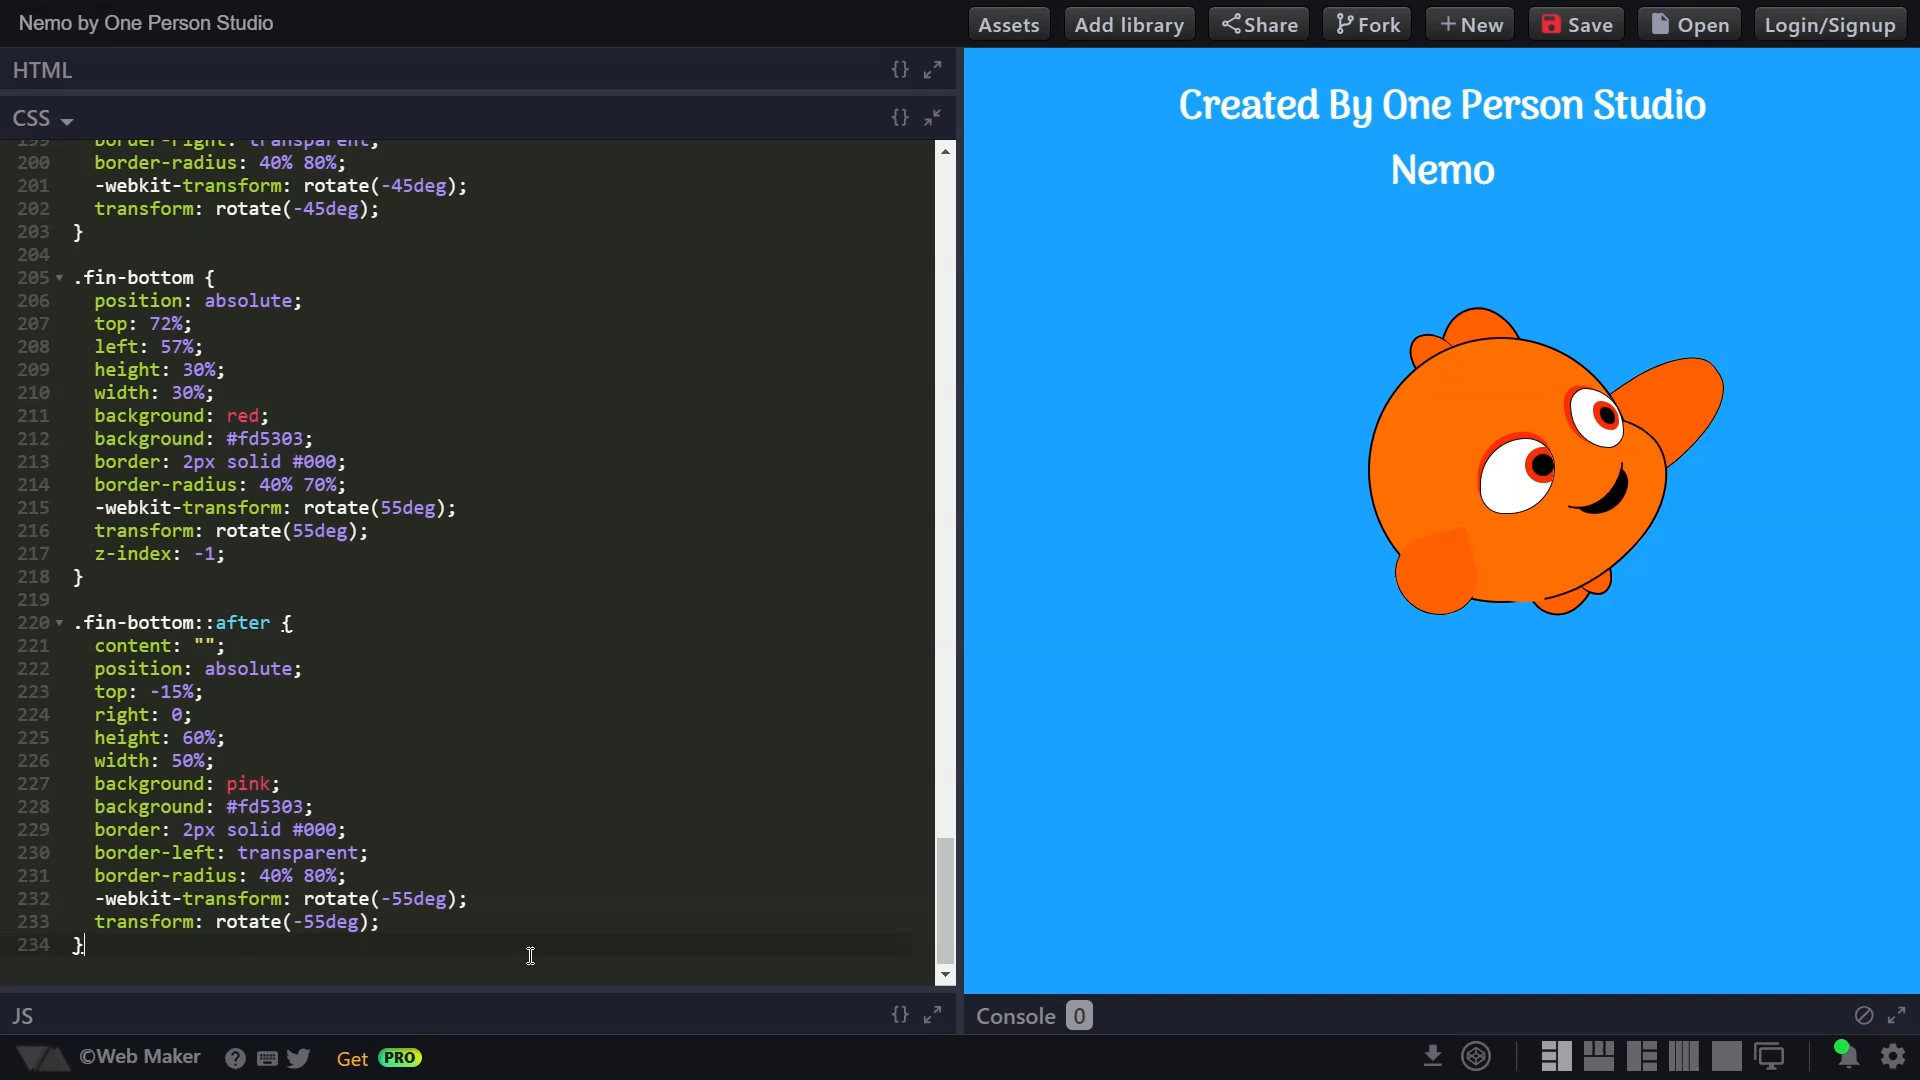 Nemo by One Person Studio
Assets
Add library
Share
Fork
+ New
Save
Open
Login/Signup
HTML
{}
CSS
{}
199 border-right: transparent;
200 border-radius: 40% 80%;
201 -webkit-transform: rotate(-45deg);
202 transform: rotate(-45deg);
203 }
204
205 .fin-bottom {
206 position: absolute;
207 top: 72%;
208 left: 57%;
209 height: 30%;
210 width: 30%;
211 background: red;
212 background: #fd5303;
213 border: 2px solid #000;
214 border-radius: 40% 70%;
215 -webkit-transform: rotate(55deg);
216 transform: rotate(55deg);
217 z-index: -1;
218 }
219
220 .fin-bottom::after {
221 content: "";
222 position: absolute;
223 top: -15%;
224 right: 0;
225 height: 60%;
226 width: 50%;
227 background: pink;
228 background: #fd5303;
229 border: 2px solid #000;
230 border-left: transparent;
231 border-radius: 40% 80%;
232 -webkit-transform: rotate(-55deg);
233 transform: rotate(-55deg);
234 }
JS
{}
Created By One Person Studio
Nemo
Console 0
©Web Maker
?
Get PRO